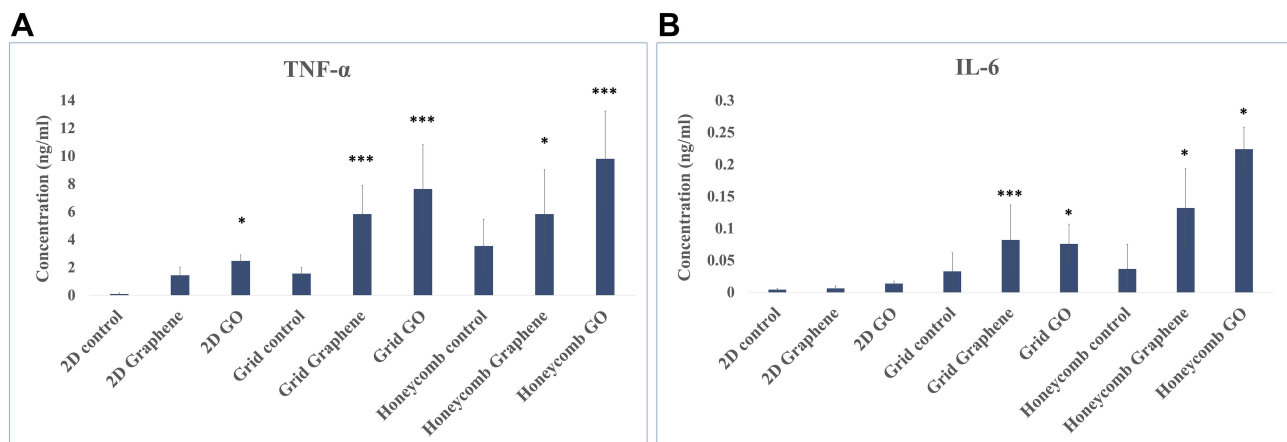 A
TNF-α
Concentration (ng/ml)
14
12
10
8
6
4
2
0
***
***
***
*
*
2D control
2D Graphene
2D GO
Grid control
Grid Graphene
Grid GO
Honeycomb control
Honeycomb Graphene
Honeycomb GO
B
IL-6
Concentration (ng/ml)
0.3
0.25
0.2
0.15
0.1
0.05
0
*
*
***
*
2D control
2D Graphene
2D GO
Grid control
Grid Graphene
Grid GO
Honeycomb control
Honeycomb Graphene
Honeycomb GO